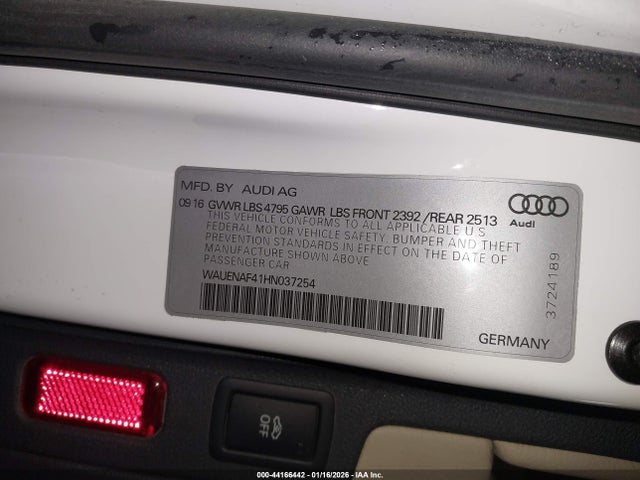 MFD. BY AUDI AG
09 16 GVWR LBS 4795 GAWR LBS FRONT 2392 /REAR 2513
THIS VEHICLE CONFORMS TO ALL APPLICABLE U S
FEDERAL MOTOR VEHICLE SAFETY, BUMPER AND THEFT
PREVENTION STANDARDS IN EFFECT ON THE DATE OF
MANUFACTURE SHOWN ABOVE
PASSENGER CAR
WAUENAF41HN037254
Audi
3724189
GERMANY
OFF
000-44166442 - 01/16/2026 - IAA Inc.